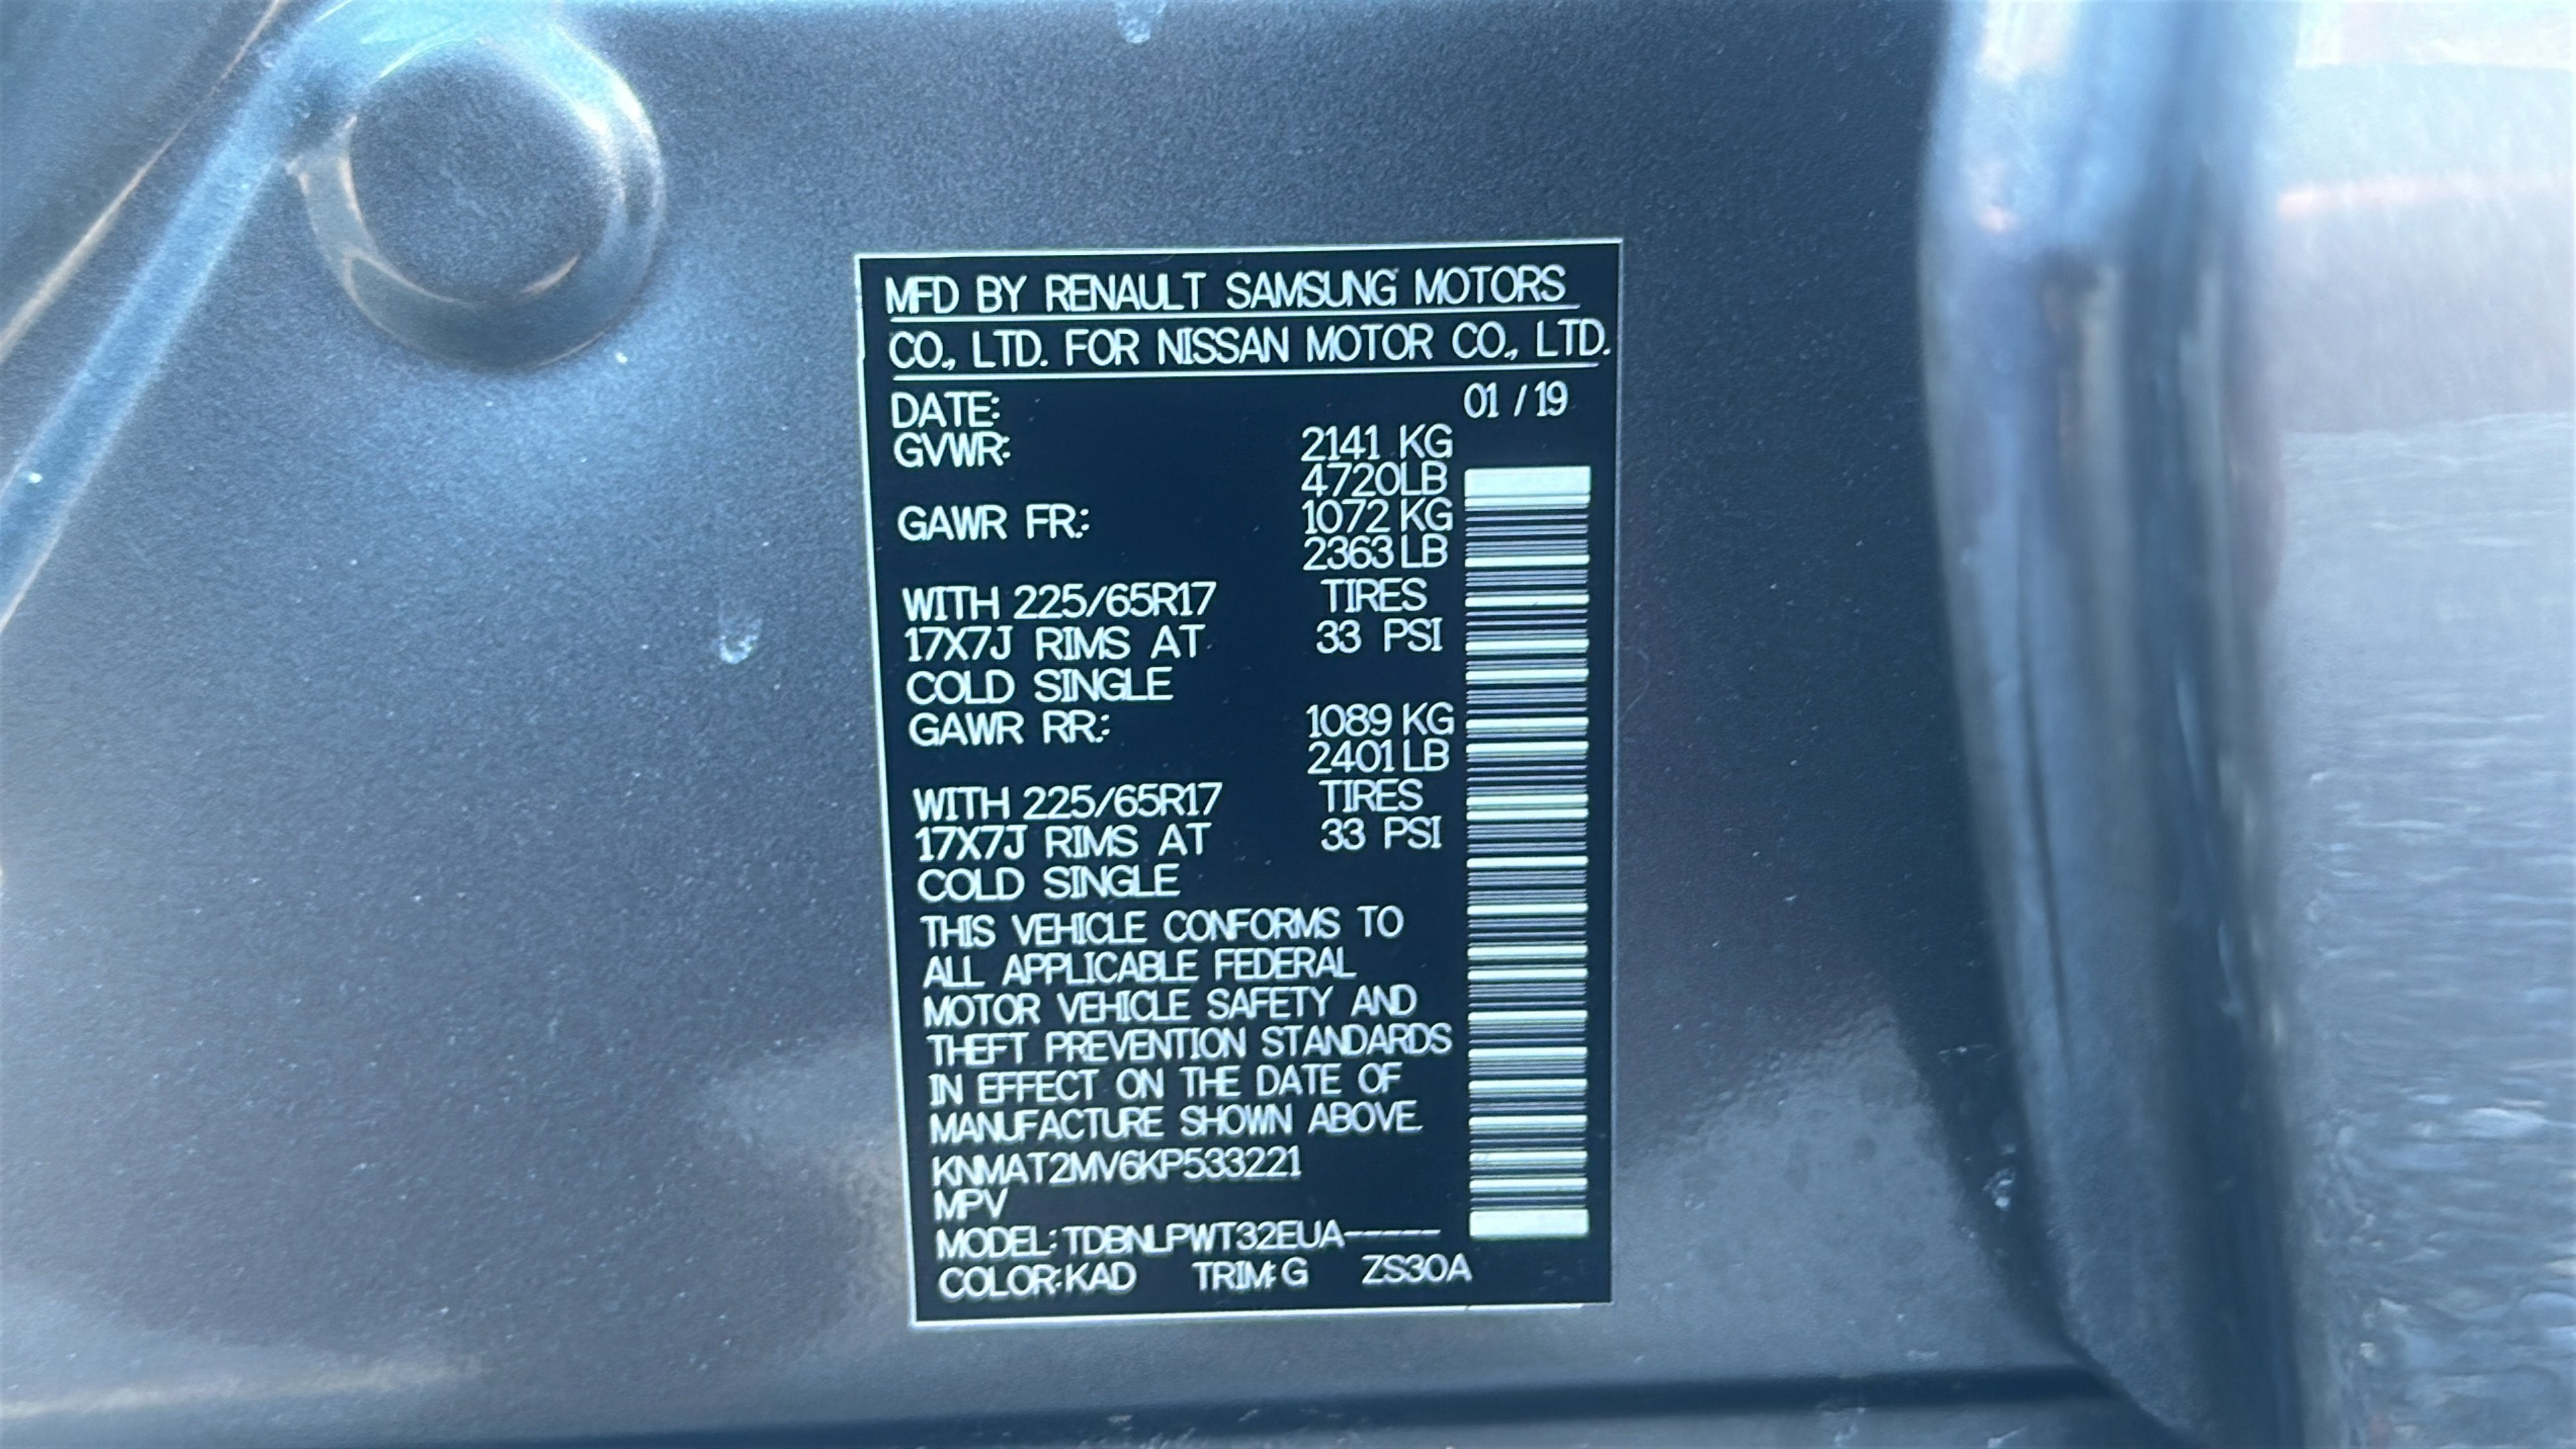 MFD BY RENAULT SAMSUNG MOTORS
CO., LTD. FOR NISSAN MOTOR CO., LTD.
DATE: 01 / 19
GVWR: 2141 KG
4720LB
GAWR FR.: 1072 KG
2363 LB
WITH 225/65R17 TIRES
17X7J RIMS AT 33 PSI
COLD SINGLE
GAWR RR.: 1089 KG
2401 LB
WITH 225/65R17 TIRES
17X7J RIMS AT 33 PSI
COLD SINGLE
THIS VEHICLE CONFORMS TO
ALL APPLICABLE FEDERAL
MOTOR VEHICLE SAFETY AND
THEFT PREVENTION STANDARDS
IN EFFECT ON THE DATE OF
MANUFACTURE SHOWN ABOVE.
KNMAT2MV6KP533221
MPV
MODEL: TDBNLPWT32EUA-----
COLOR: KAD TRIM: G ZS30A